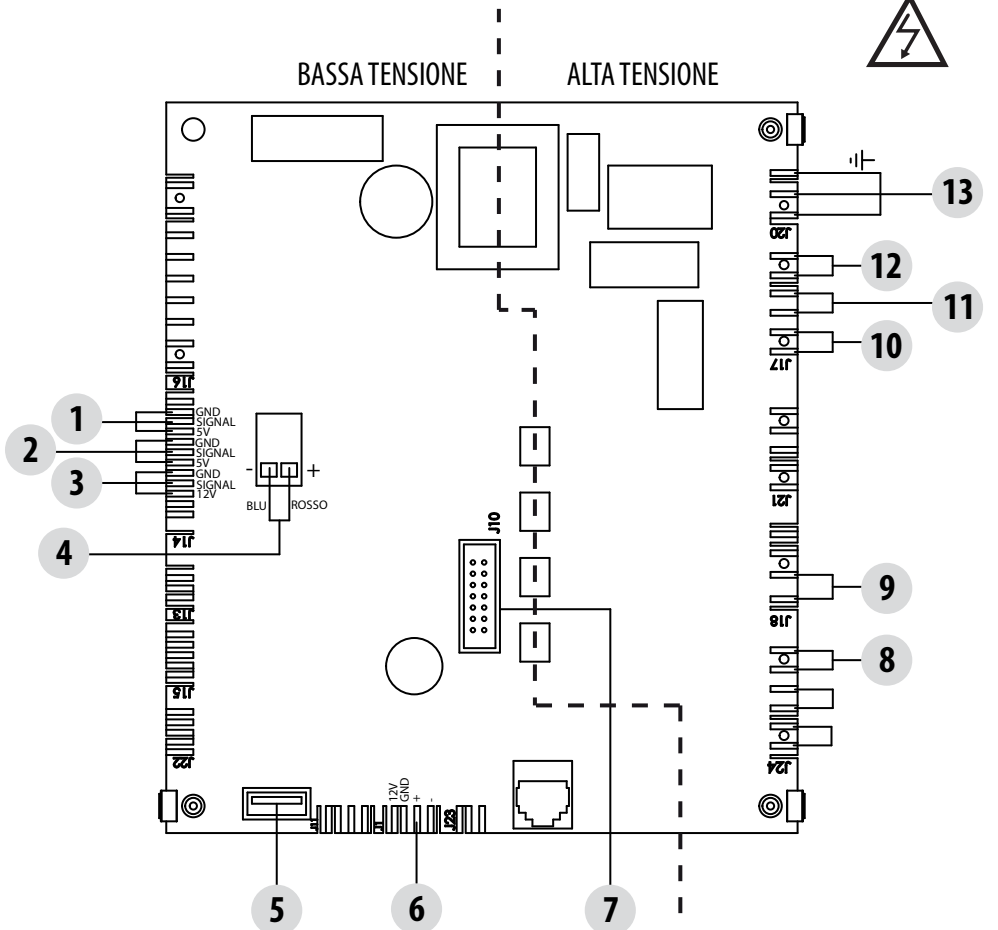 BASSA TENSIONE
ALTA TENSIONE
13
J20
12
11
10
J17
J16
1
GND
SIGNAL
5V
2
GND
SIGNAL
5V
3
GND
SIGNAL
12V
- +
BLU ROSSO
4
J14
J10
J21
J13
9
J18
8
J15
J22
J24
12V
GND
+
-
J11
J1
J23
5
6
7